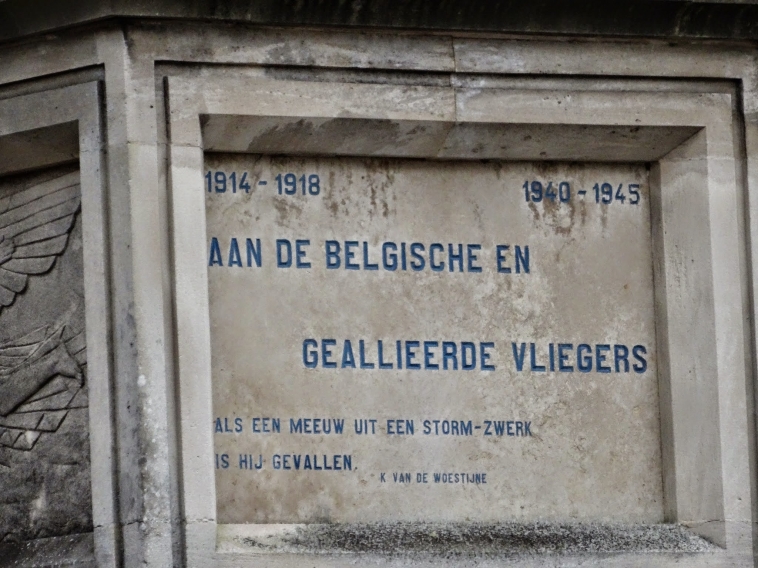 1914 - 1918 1940 - 1945
AAN DE BELGISCHE EN
GEALLIEERDE VLIEGERS
ALS EEN MEEUW UIT EEN STORM-ZWERK
IS HIJ GEVALLEN.
K VAN DE WOESTIJNE